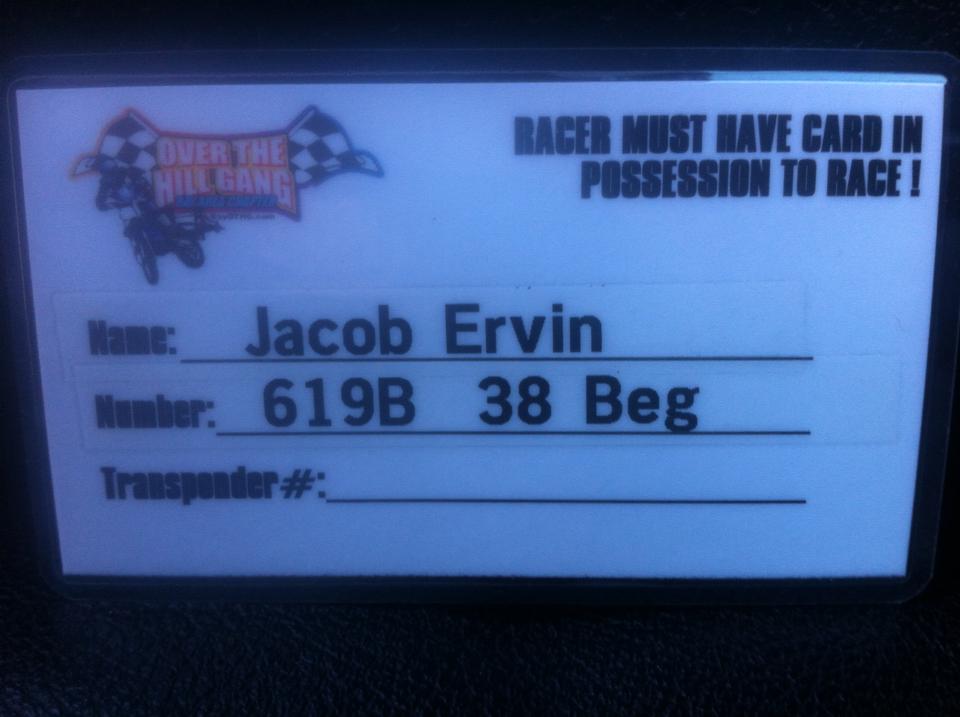 OVER THE
HILL GANG
RACER MUST HAVE CARD IN
POSSESSION TO RACE !
Name: Jacob Ervin
Number: 619B 38 Beg
Transponder#: